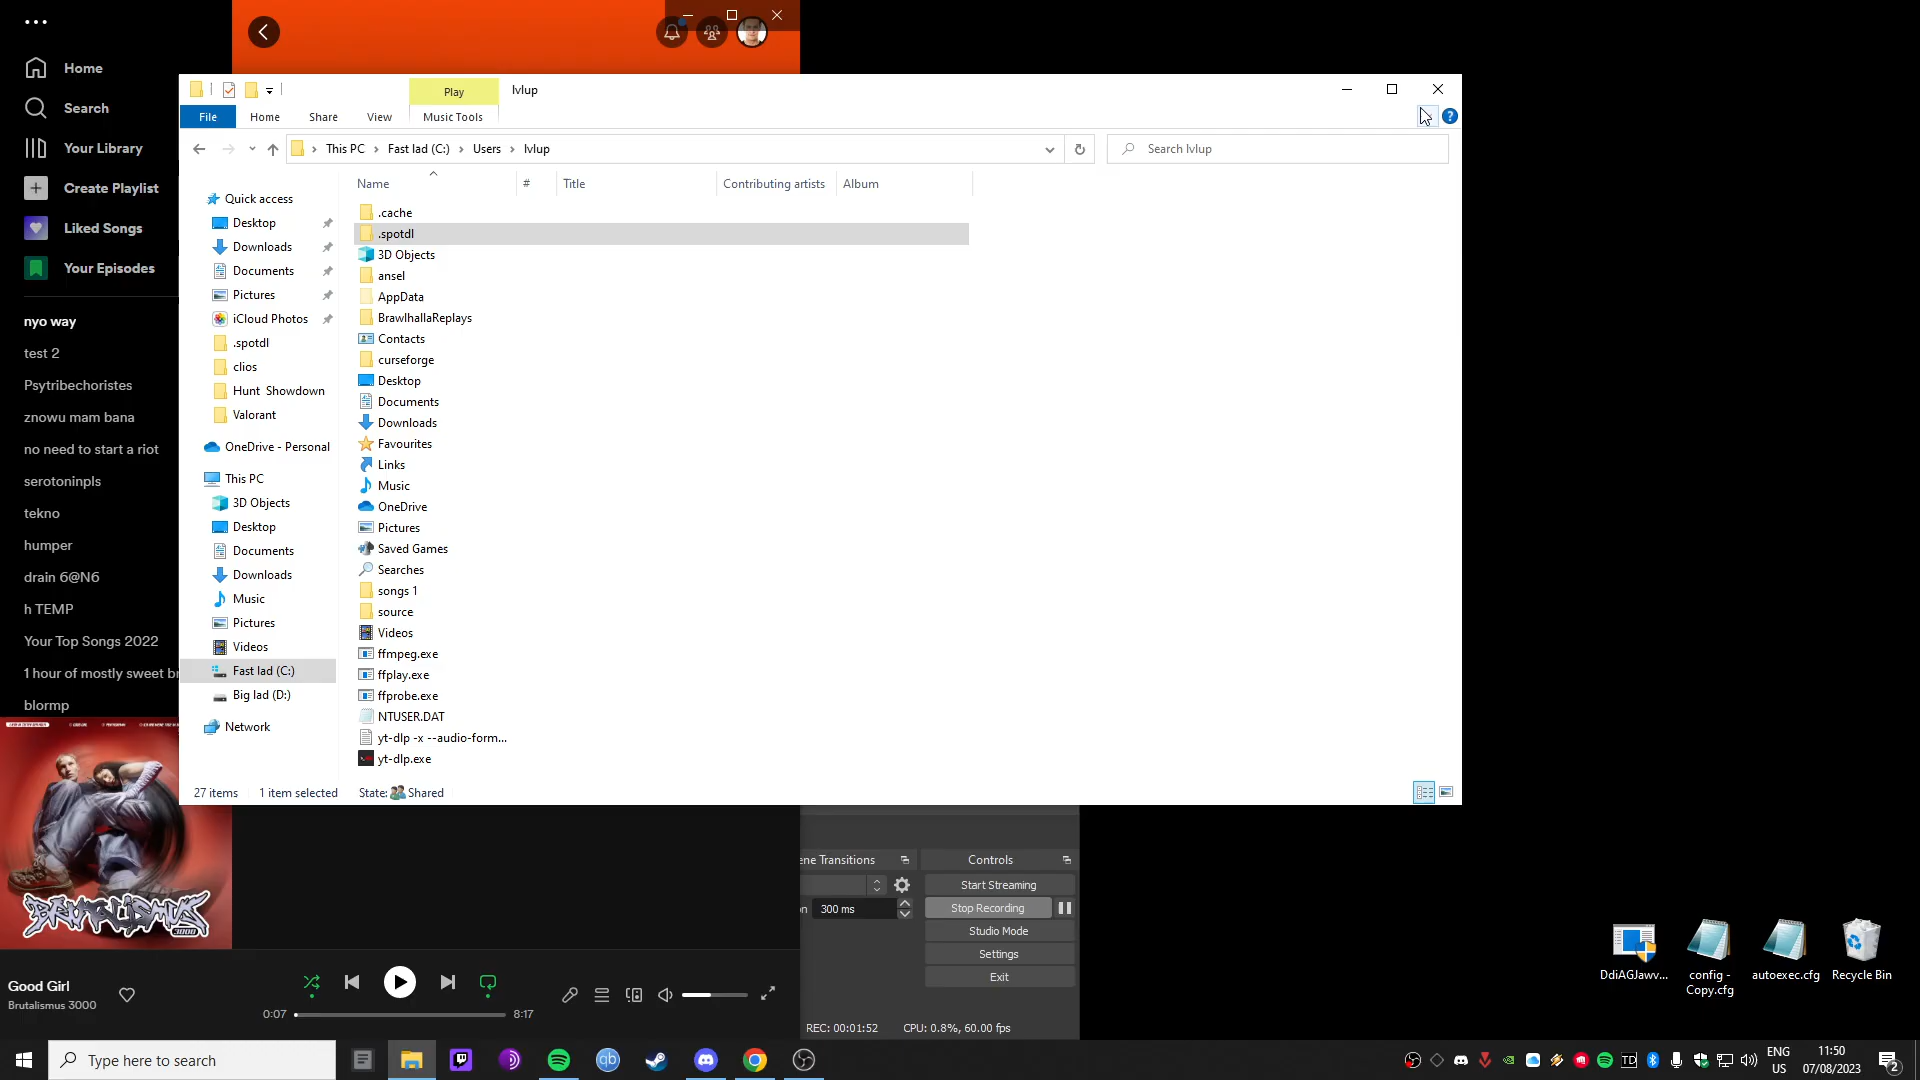 Home
Search
Your Library
Create Playlist
Liked Songs
Your Episodes
nyo way
test 2
Psytribechoristes
znowu mam bana
no need to start a riot
serotoninpls
tekno
humper
drain 6@N6
h TEMP
Your Top Songs 2022
1 hour of mostly sweet br
blormp
Play
lvlup
File
Home
Share
View
Music Tools
This PC
Fast lad (C:)
Users
lvlup
Search lvlup
Name
#
Title
Contributing artists
Album
Quick access
Desktop
Downloads
Documents
Pictures
iCloud Photos
.spotdl
clios
Hunt Showdown
Valorant
OneDrive - Personal
This PC
3D Objects
Desktop
Documents
Downloads
Music
Pictures
Videos
Fast lad (C:)
Big lad (D:)
Network
.cache
.spotdl
3D Objects
ansel
AppData
BrawlhallaReplays
Contacts
curseforge
Desktop
Documents
Downloads
Favourites
Links
Music
OneDrive
Pictures
Saved Games
Searches
songs 1
source
Videos
ffmpeg.exe
ffplay.exe
ffprobe.exe
NTUSER.DAT
yt-dlp -x --audio-form...
yt-dlp.exe
27 items
1 item selected
State:
Shared
BRUTALISMUS
3000
Good Girl
Brutalismus 3000
0:07
8:17
ene Transitions
Controls
Start Streaming
n
300 ms
Stop Recording
Studio Mode
Settings
Exit
REC: 00:01:52
CPU: 0.8%, 60.00 fps
DdiAGJawv...
config - Copy.cfg
autoexec.cfg
Recycle Bin
Type here to search
qb
TD
ENG
US
11:50
07/08/2023
2